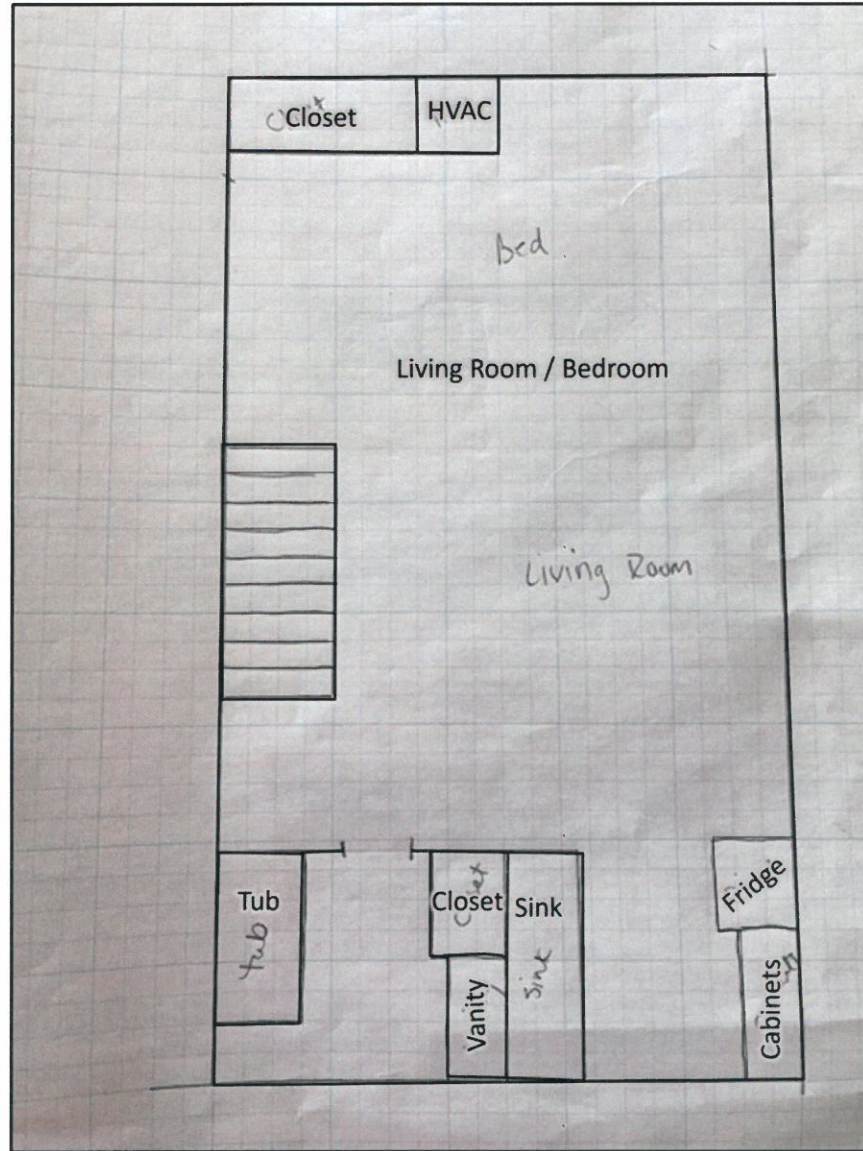 Closet
HVAC
Bed
Living Room / Bedroom
Living Room
Tub
tub
Closet
Closet
Sink
Sink
Vanity
Fridge
Cabinets